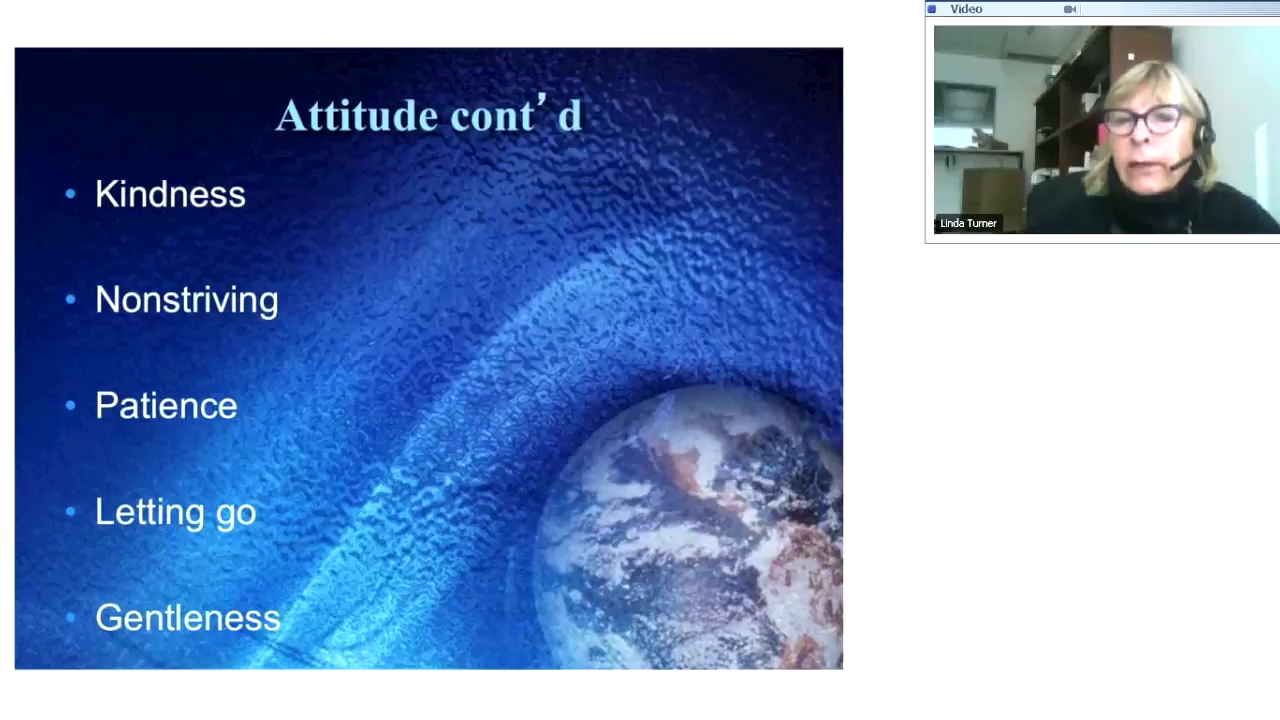 Video
Attitude cont’d
Kindness
Nonstriving
Patience
Letting go
Gentleness
Linda Turner